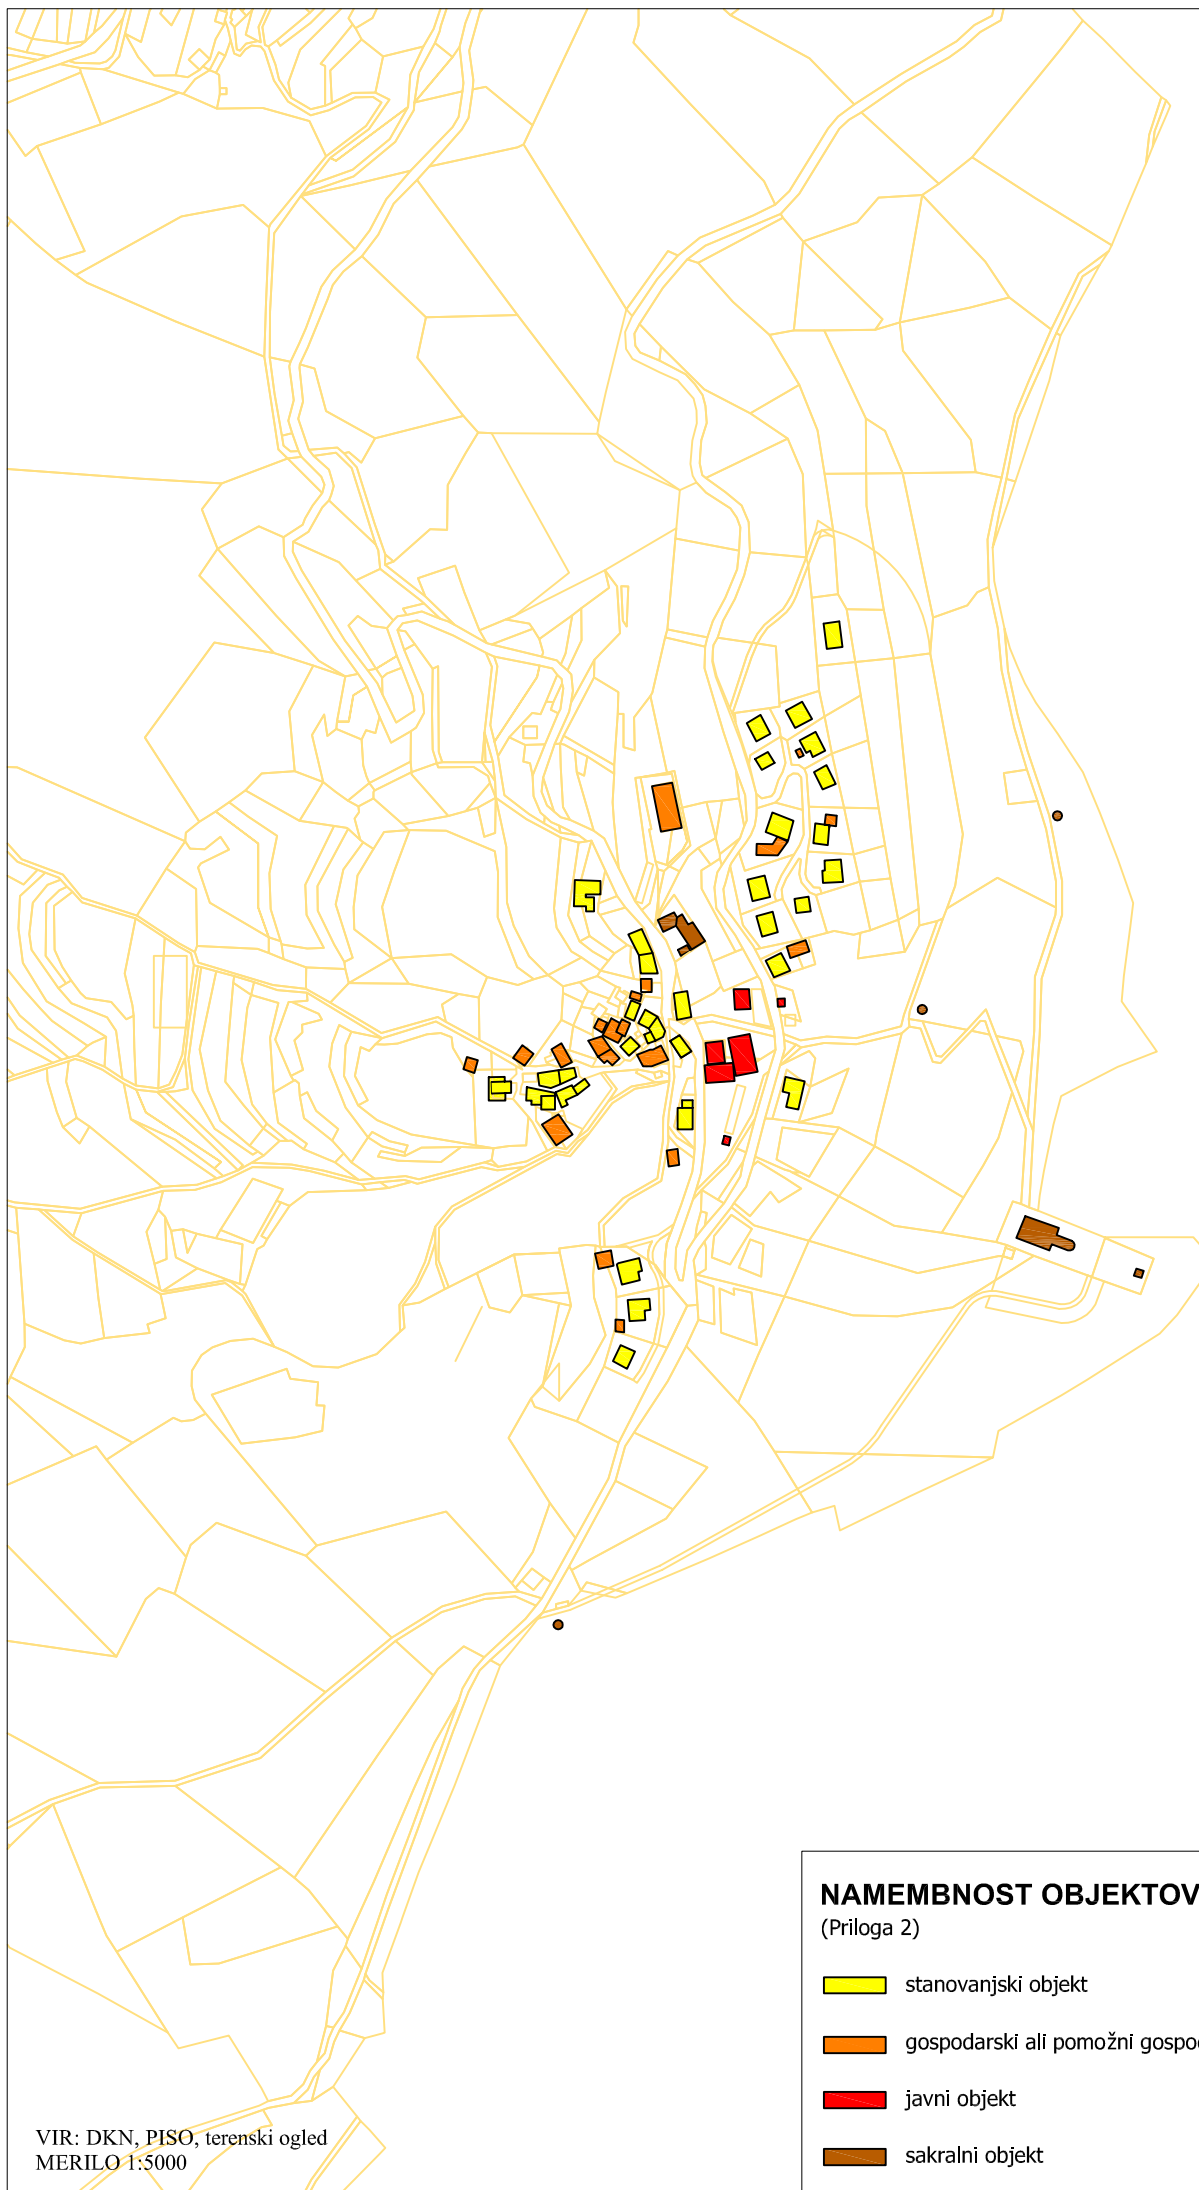 NAMEMBNOST OBJEKTOV
(Priloga 2)
stanovanjski objekt
gospodarski ali pomožni
javni objekt
sakralni objekt
VIR: DKN, PISO, terenski ogled
MERILO 1:5000